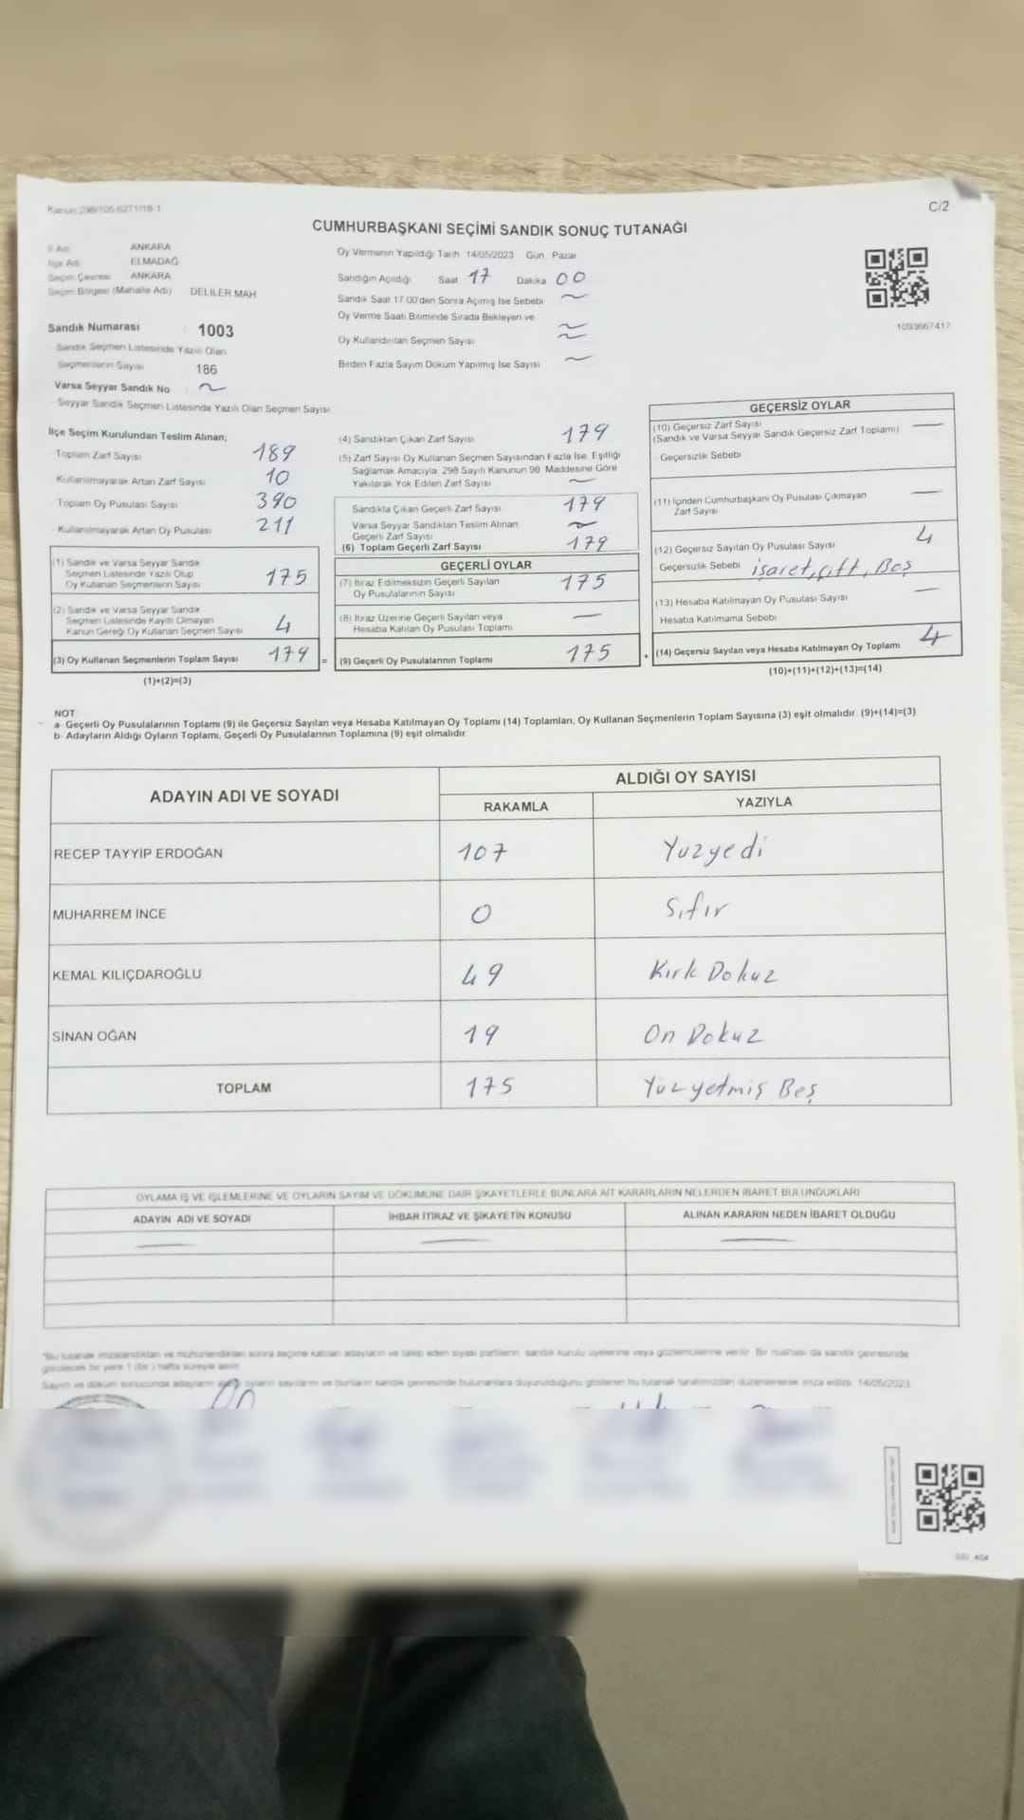 Kanun:298/105-6271/18-1
C/2
CUMHURBAŞKANI SEÇİMİ SANDIK SONUÇ TUTANAĞI
İl Adı ANKARA
İlçe Adı ELMADAĞ
Seçim Çevresi ANKARA
Seçim Bölgesi (Mahalle Adı) DELİLER MAH
Sandık Numarası 1003
Sandık Seçmen Listesinde Yazılı Olan
Seçmenlerin Sayısı 186
Varsa Seyyar Sandık No ~
Seyyar Sandık Seçmen Listesinde Yazılı Olan Seçmen Sayısı
Oy Vermenin Yapıldığı Tarih 14/05/2023 Gün Pazar
Sandığın Açıldığı Saat 17 Dakika 00
Sandık Saat 17.00'den Sonra Açılmış İse Sebebi ~
Oy Verme Saati Bitiminde Sırada Bekleyen ve
Oy Kullandırılan Seçmen Sayısı
Birden Fazla Sayım Döküm Yapılmış İse Sayısı ~
1093667417
İlçe Seçim Kurulundan Teslim Alınan;
Toplam Zarf Sayısı 189
Kullanılmayarak Artan Zarf Sayısı 10
Toplam Oy Pusulası Sayısı 390
Kullanılmayarak Artan Oy Pusulası 211
(1) Sandık ve Varsa Seyyar Sandık
Seçmen Listesinde Yazılı Olup
Oy Kullanan Seçmenlerin Sayısı 175
(2) Sandık ve Varsa Seyyar Sandık
Seçmen Listesinde Kayıtlı Olmayan
Kanun Gereği Oy Kullanan Seçmen Sayısı 4
(3) Oy Kullanan Seçmenlerin Toplam Sayısı 179 =
(1)+(2)=(3)
(4) Sandıktan Çıkan Zarf Sayısı 179
(5) Zarf Sayısı Oy Kullanan Seçmen Sayısından Fazla İse, Eşitliği
Sağlamak Amacıyla, 298 Sayılı Kanunun 98. Maddesine Göre
Yakılarak Yok Edilen Zarf Sayısı ~
Sandıkta Çıkan Geçerli Zarf Sayısı 179
Varsa Seyyar Sandıktan Teslim Alınan
Geçerli Zarf Sayısı ~
(6) Toplam Geçerli Zarf Sayısı 179
GEÇERLİ OYLAR
(7) İtiraz Edilmeksizin Geçerli Sayılan
Oy Pusulalarının Sayısı 175
(8) İtiraz Üzerine Geçerli Sayılan veya
Hesaba Katılan Oy Pusulası Toplamı —
(9) Geçerli Oy Pusulalarının Toplamı 175 +
GEÇERSİZ OYLAR
(10) Geçersiz Zarf Sayısı
(Sandık ve Varsa Seyyar Sandık Geçersiz Zarf Toplamı) —
Geçersizlik Sebebi
(11) İçinden Cumhurbaşkanı Oy Pusulası Çıkmayan
Zarf Sayısı —
(12) Geçersiz Sayılan Oy Pusulası Sayısı 4
Geçersizlik Sebebi işaret, çift, Boş
(13) Hesaba Katılmayan Oy Pusulası Sayısı —
Hesaba Katılmama Sebebi
(14) Geçersiz Sayılan veya Hesaba Katılmayan Oy Toplamı 4
(10)+(11)+(12)+(13)=(14)
NOT
a- Geçerli Oy Pusulalarının Toplamı (9) ile Geçersiz Sayılan veya Hesaba Katılmayan Oy Toplamı (14) Toplamları, Oy Kullanan Seçmenlerin Toplam Sayısına (3) eşit olmalıdır. (9)+(14)=(3)
b- Adayların Aldığı Oyların Toplamı, Geçerli Oy Pusulalarının Toplamına (9) eşit olmalıdır
ADAYIN ADI VE SOYADI
ALDIĞI OY SAYISI
RAKAMLA YAZIYLA
RECEP TAYYİP ERDOĞAN 107 Yüzyedi
MUHARREM İNCE 0 Sıfır
KEMAL KILIÇDAROĞLU 49 Kırk Dokuz
SİNAN OĞAN 19 On Dokuz
TOPLAM 175 Yüzyetmiş Beş
OYLAMA İŞ VE İŞLEMLERİNE VE OYLARIN SAYIM VE DÖKÜMÜNE DAİR ŞİKAYETLERLE BUNLARA AİT KARARLARIN NELERDEN İBARET BULUNDUKLARI
ADAYIN ADI VE SOYADI İHBAR İTİRAZ VE ŞİKAYETİN KONUSU ALINAN KARARIN NEDEN İBARET OLDUĞU
— — —